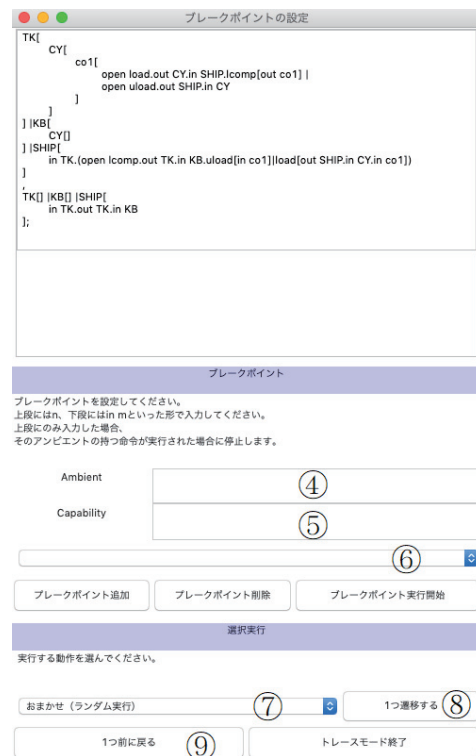 ブレークポイントの設定
TK[
CY[
co1[
open load.out CY.in SHIP.lcomp[out co1] |
open uload.out SHIP.in CY
]
]
] |KB[
CY[]
] |SHIP[
in TK.(open lcomp.out TK.in KB.uload[in co1]|load[out SHIP.in CY.in co1])
]
,
TK[] |KB[] |SHIP[
in TK.out TK.in KB
];
ブレークポイント
ブレークポイントを設定してください。
上段にはn、下段にはin mといった形で入力してください。
上段にのみ入力した場合、
そのアンビエントの持つ命令が実行された場合に停止します。
Ambient ④
Capability ⑤
⑥
ブレークポイント追加 ブレークポイント削除 ブレークポイント実行開始
選択実行
実行する動作を選んでください。
おまかせ（ランダム実行） ⑦ 1つ遷移する ⑧
1つ前に戻る ⑨ トレースモード終了